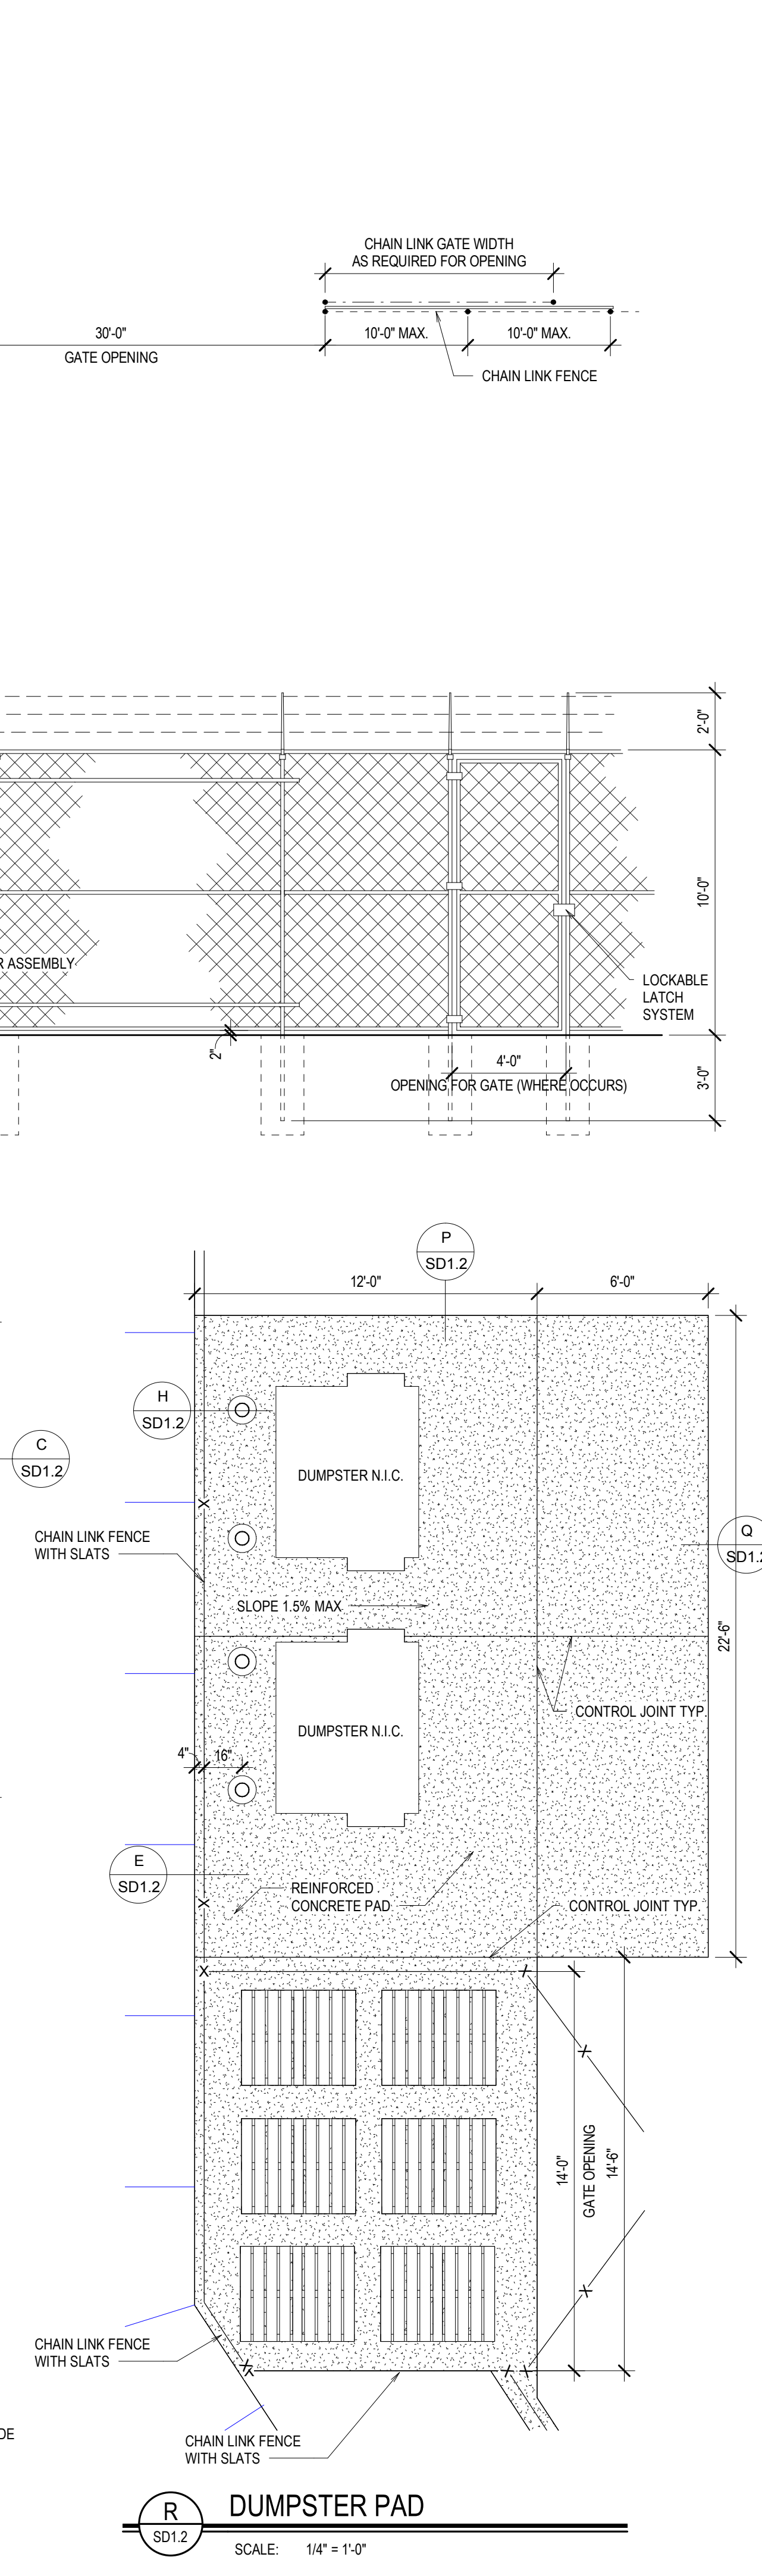 CHAIN LINK GATE WIDTH
AS REQUIRED FOR OPENING
30'-0"
10'-0" MAX.
10'-0" MAX.
GATE OPENING
CHAIN LINK FENCE
2'-0"
10'-0"
R ASSEMBLY
LOCKABLE
LATCH
SYSTEM
2"
4'-0"
OPENING FOR GATE (WHERE OCCURS)
3'-0"
P
SD1.2
12'-0"
6'-0"
H
SD1.2
C
SD1.2
DUMPSTER N.I.C.
CHAIN LINK FENCE
WITH SLATS
Q
SD1.2
SLOPE 1.5% MAX
22'-6"
CONTROL JOINT TYP.
DUMPSTER N.I.C.
4"
16"
E
SD1.2
REINFORCED
CONCRETE PAD
CONTROL JOINT TYP.
14'-0"
GATE OPENING
14'-6"
CHAIN LINK FENCE
WITH SLATS
DE
CHAIN LINK FENCE
WITH SLATS
R
SD1.2
DUMPSTER PAD
SCALE: 1/4" = 1'-0"